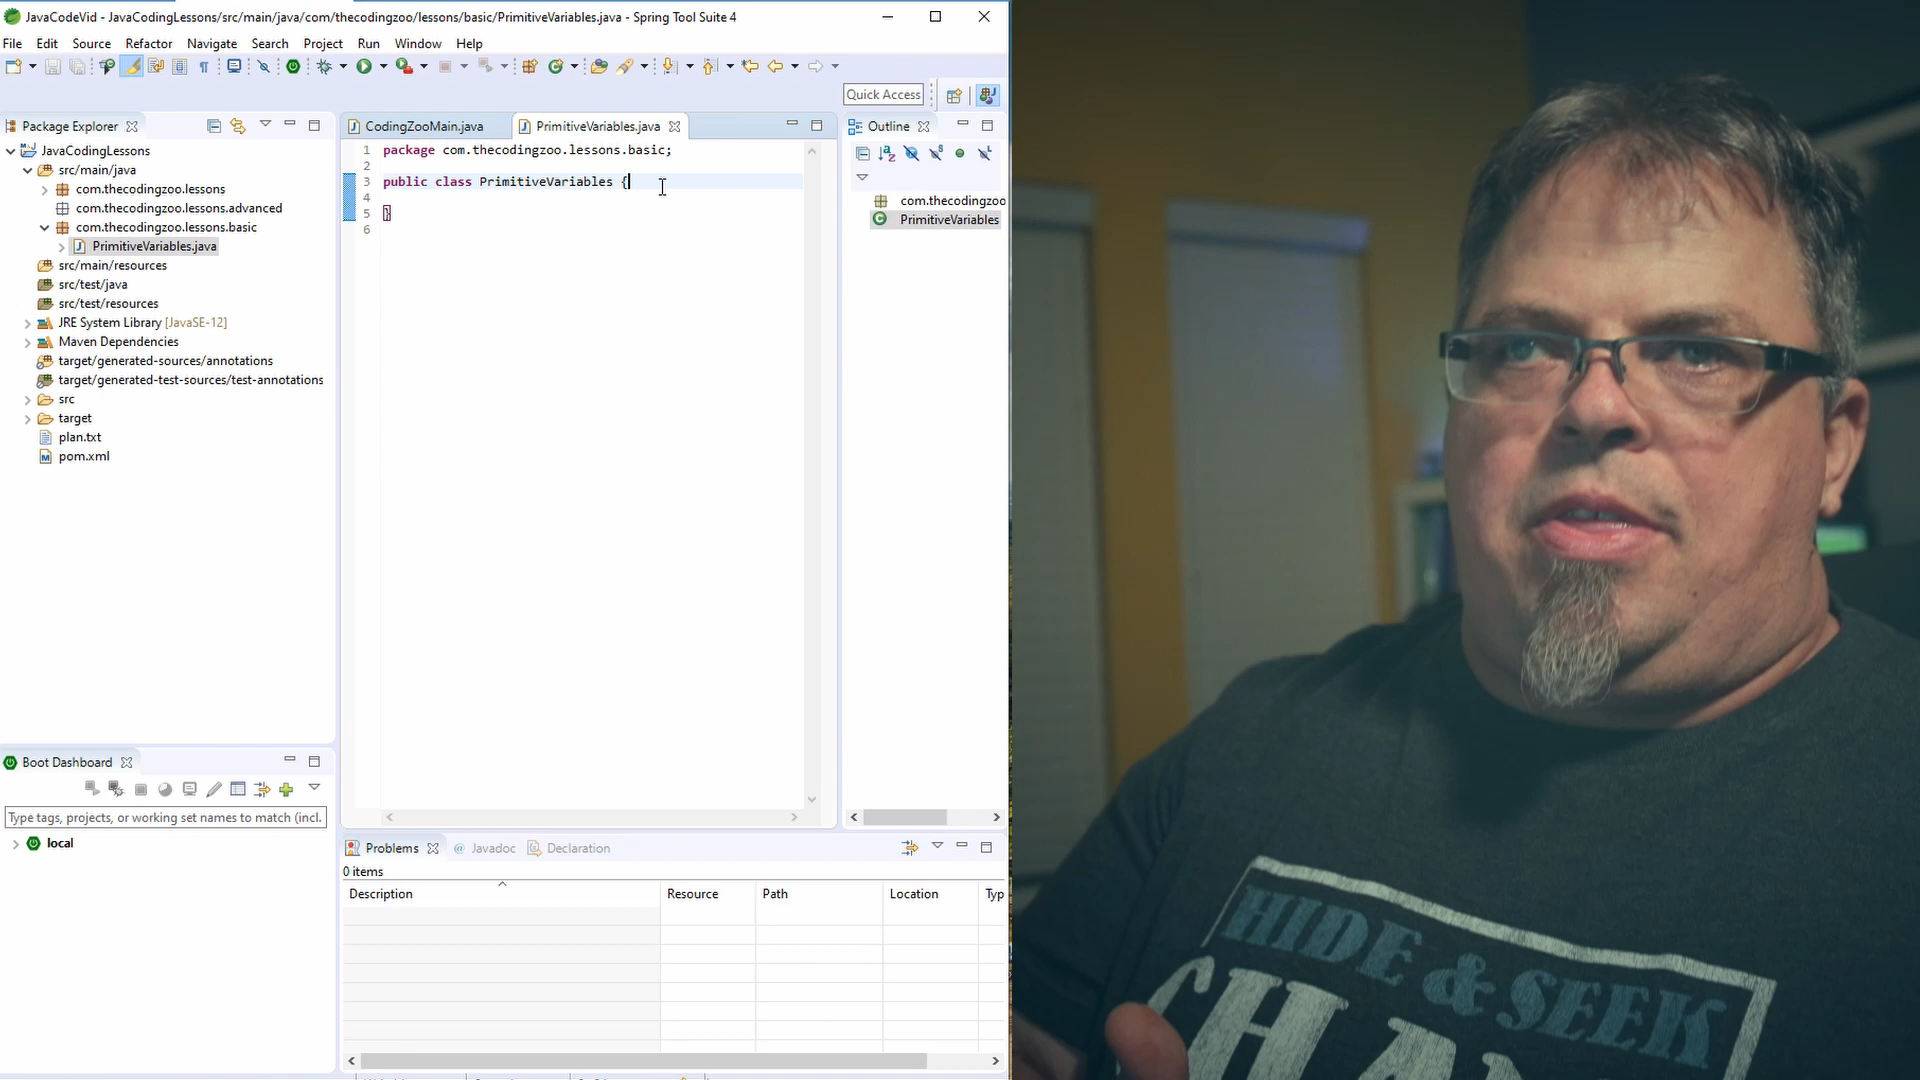 JavaCodeVid - JavaCodingLessons/src/main/java/com/thecodingzoo/lessons/basic/PrimitiveVariables.java - Spring Tool Suite 4
File Edit Source Refactor Navigate Search Project Run Window Help
Quick Access
Package Explorer
JavaCodingLessons
src/main/java
com.thecodingzoo.lessons
com.thecodingzoo.lessons.advanced
com.thecodingzoo.lessons.basic
PrimitiveVariables.java
src/main/resources
src/test/java
src/test/resources
JRE System Library [JavaSE-12]
Maven Dependencies
target/generated-sources/annotations
target/generated-test-sources/test-annotations
src
target
plan.txt
pom.xml
CodingZooMain.java PrimitiveVariables.java
1 package com.thecodingzoo.lessons.basic;
2
3 public class PrimitiveVariables {
4
5 }
6
Outline
com.thecodingzoo
PrimitiveVariables
Boot Dashboard
Type tags, projects, or working set names to match (incl.
local
Problems Javadoc Declaration
0 items
Description Resource Path Location Typ
HIDE & SEEK